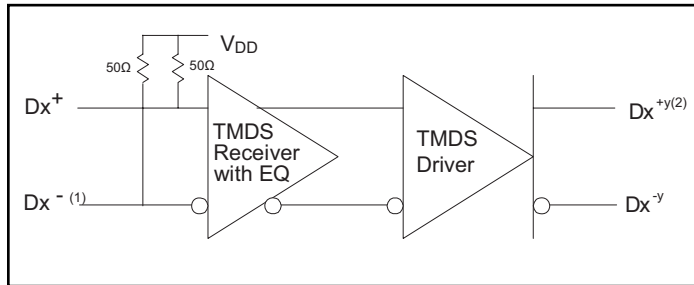 VDD
50Ω 50Ω
Dx+
TMDS
Receiver
with EQ
TMDS
Driver
Dx+y(2)
Dx- (1)
Dx-y